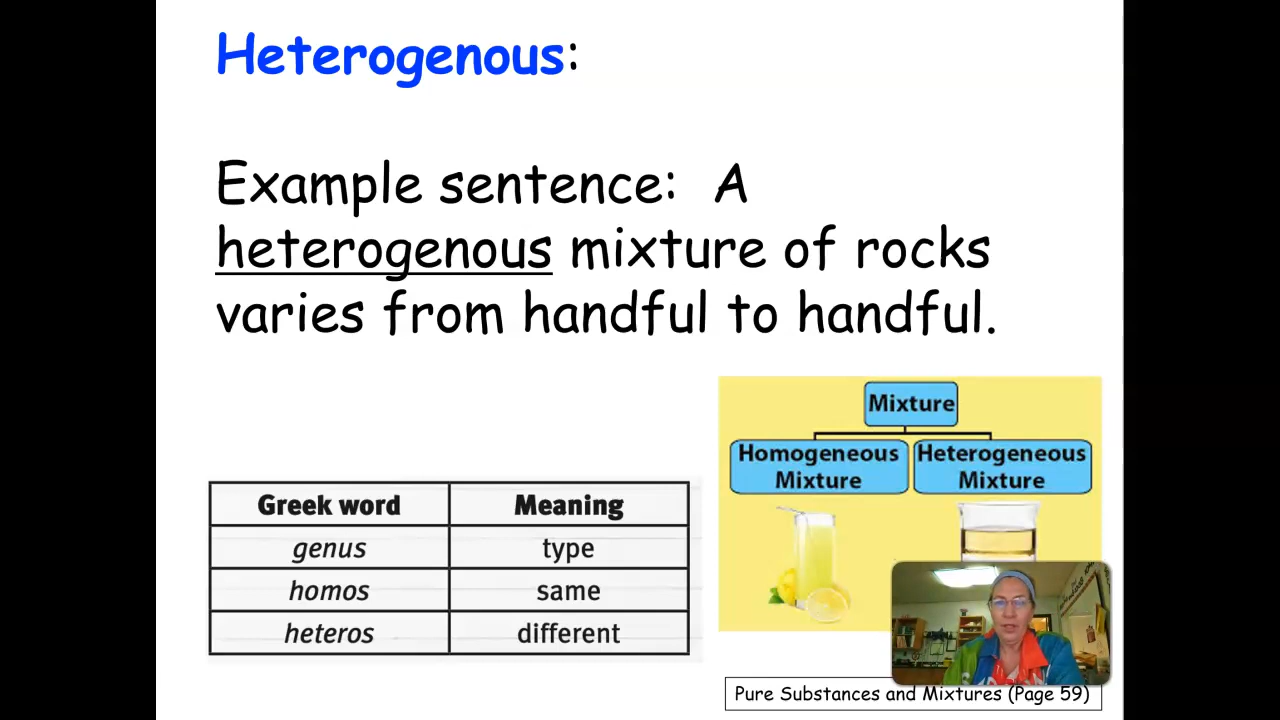 Heterogenous:
Example sentence: A
heterogenous mixture of rocks
varies from handful to handful.
Mixture
Homogeneous Heterogeneous
Mixture Mixture
Greek word Meaning
genus type
homos same
heteros different
Pure Substances and Mixtures (Page 59)